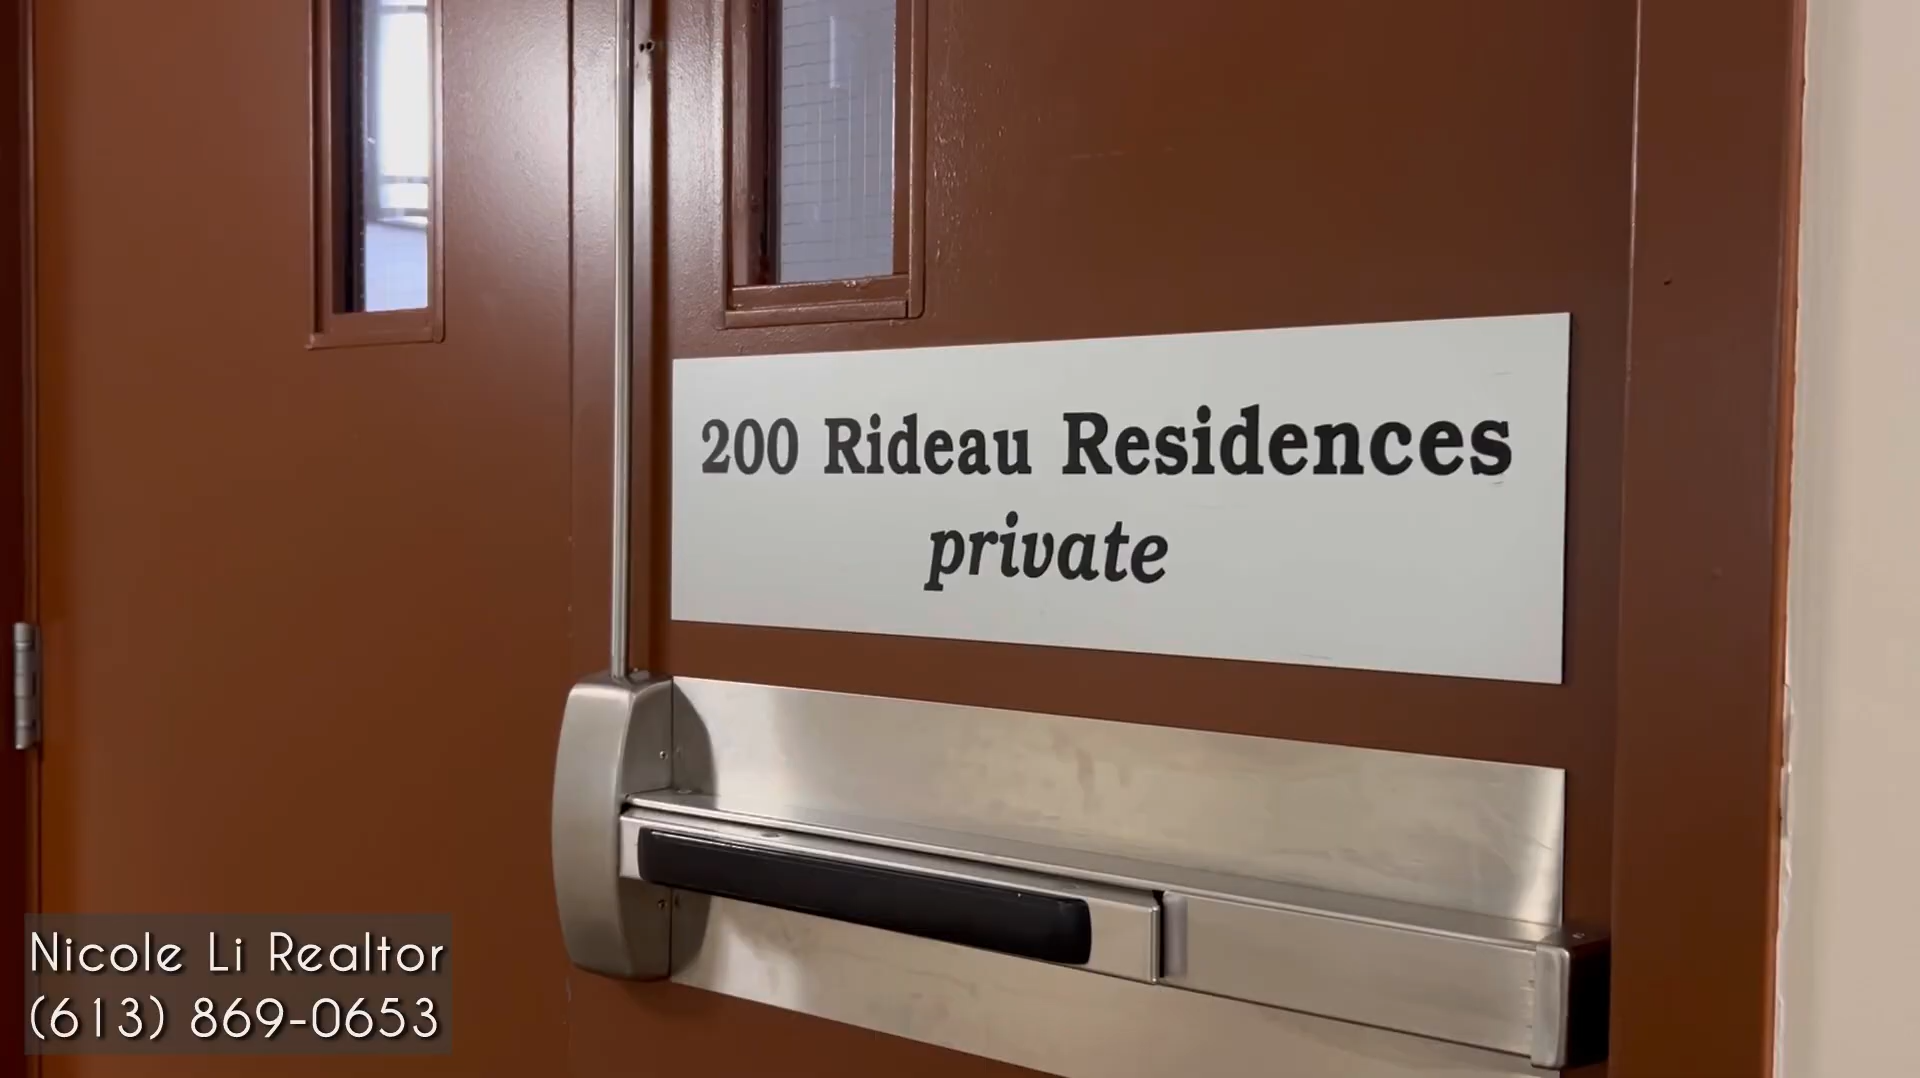 200 Rideau Residences
private
Nicole Li Realtor
(613) 869-0653